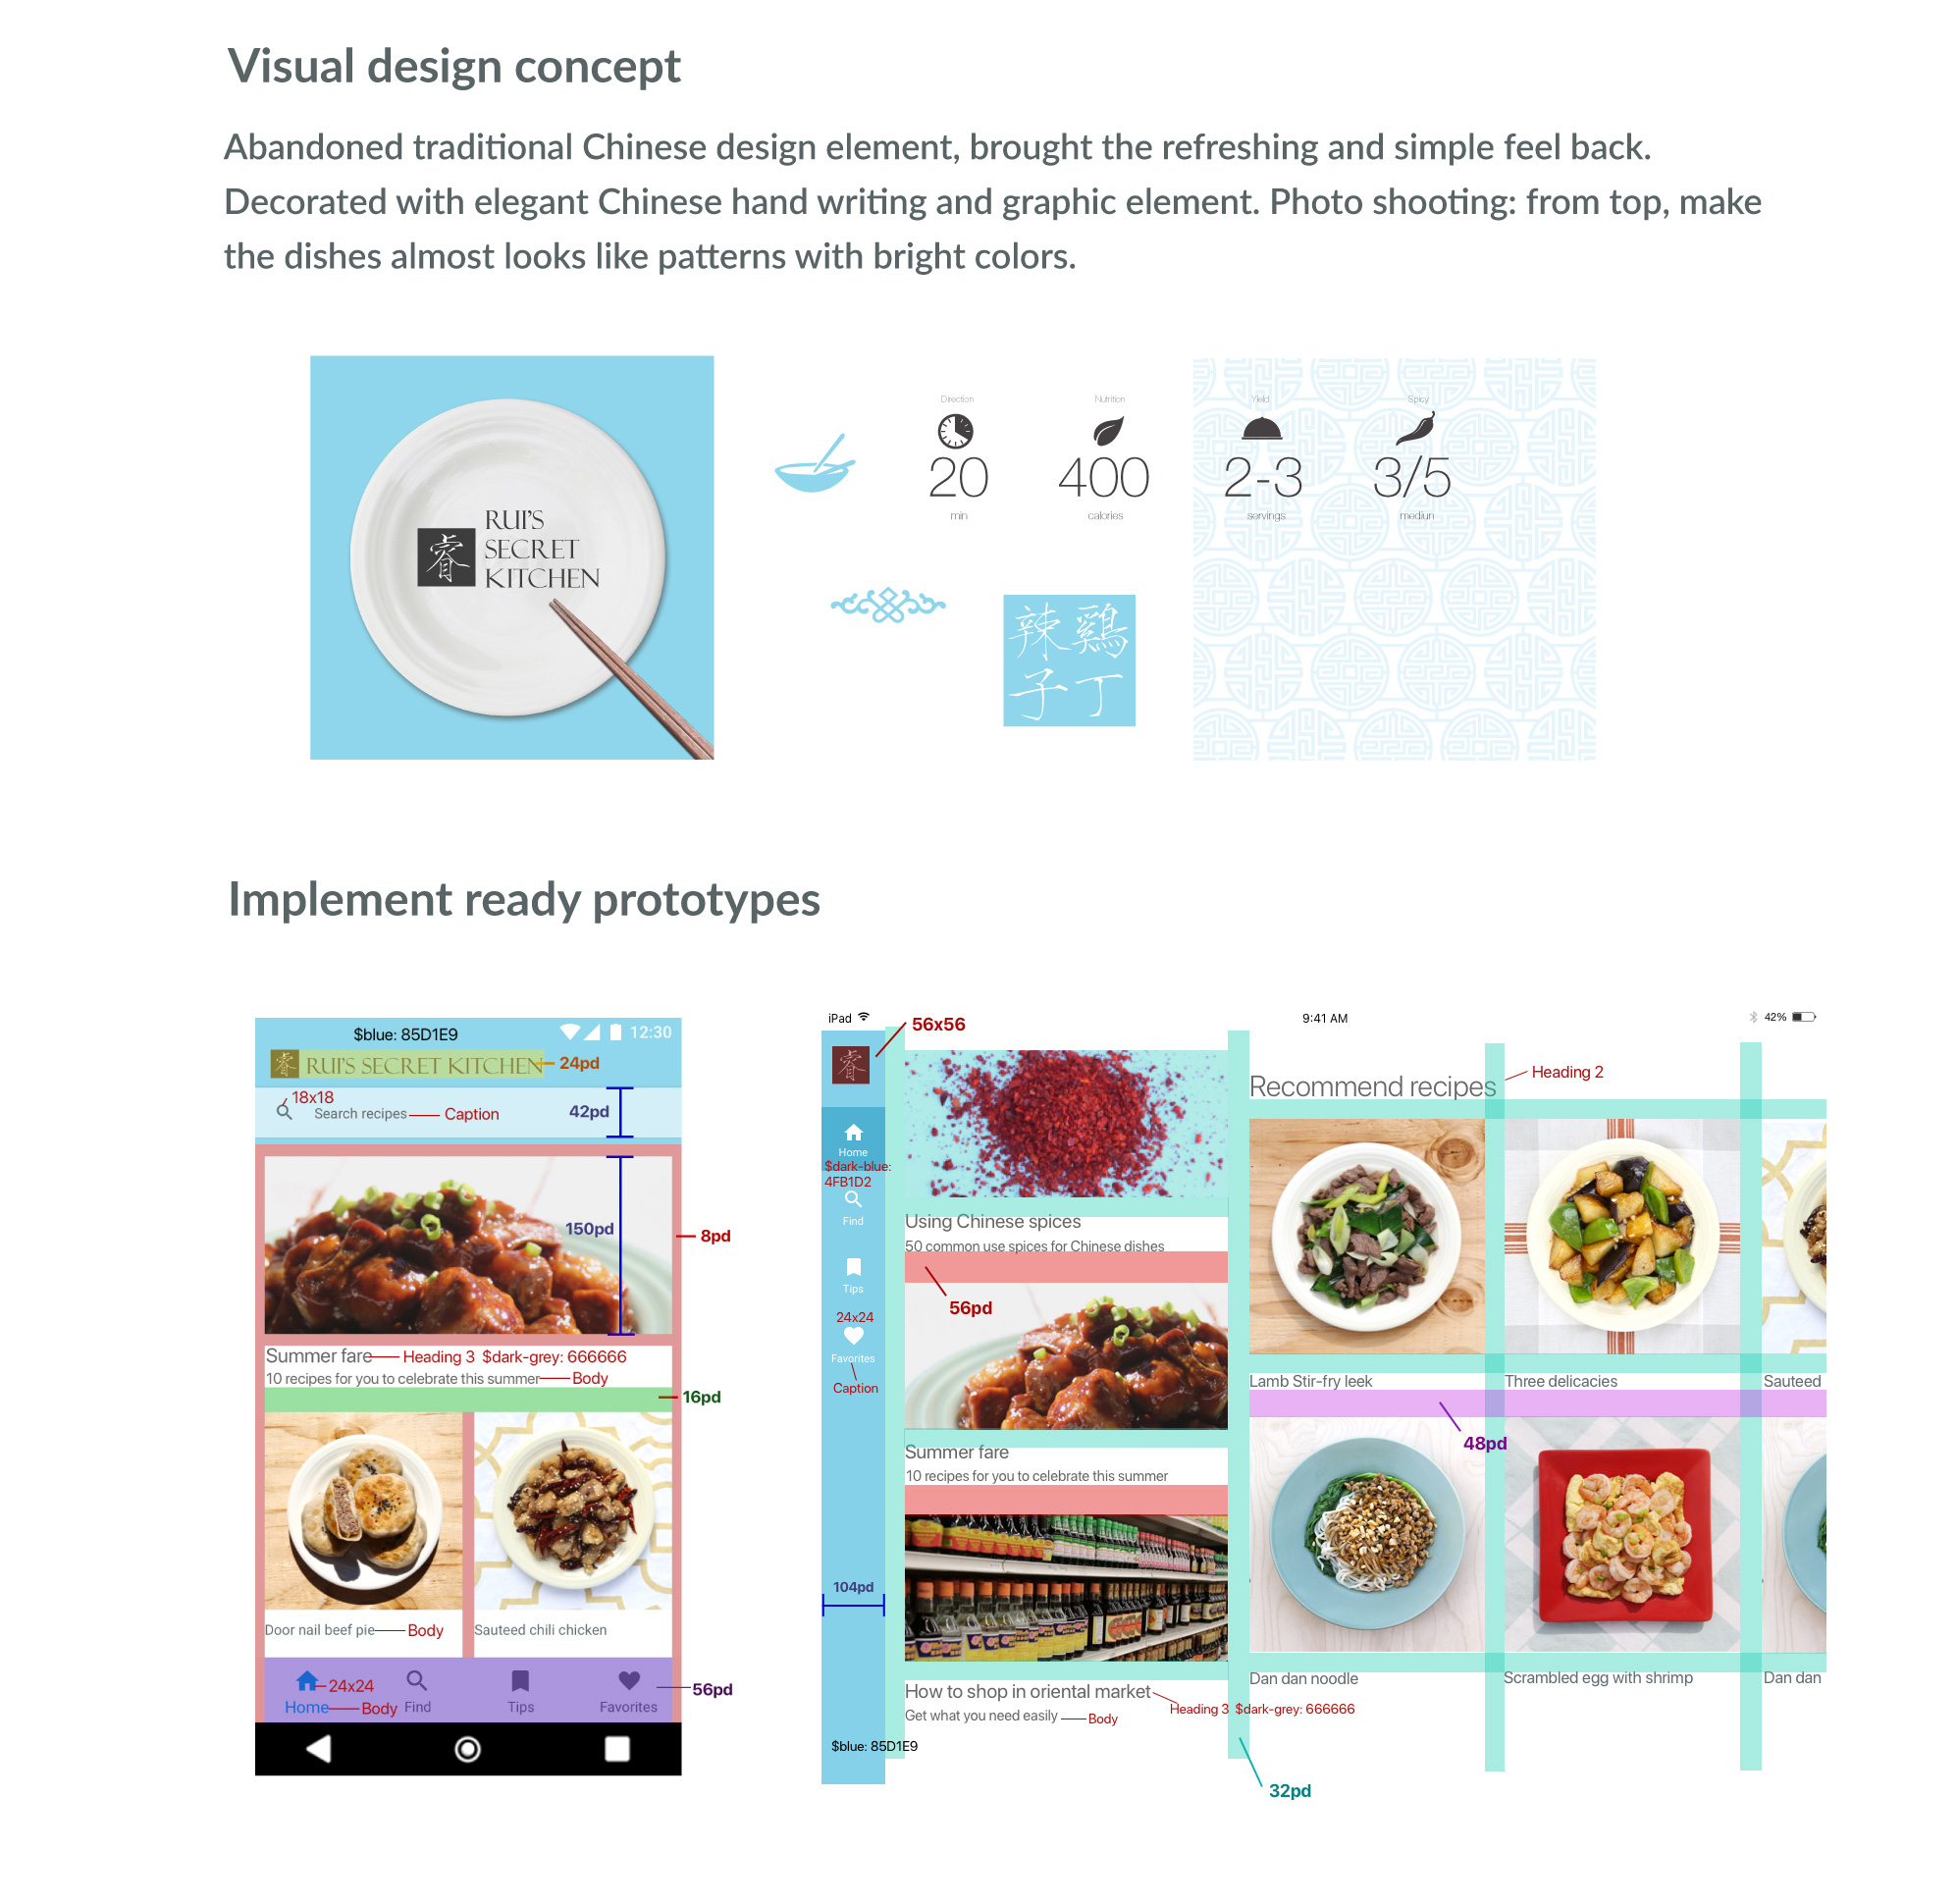 Visual design concept
Abandoned traditional Chinese design element, brought the refreshing and simple feel back.
Decorated with elegant Chinese hand writing and graphic element. Photo shooting: from top, make
the dishes almost looks like patterns with bright colors.
睿
RUI'S
SECRET
KITCHEN
Direction
20
min
Nutrition
400
calories
Yield
2-3
servings
Spicy
3/5
mediun
辣鷄
子丁
Implement ready prototypes
$blue: 85D1E9
12:30
睿 RUI'S SECRET KITCHEN
24pd
18x18
Search recipes
Caption
42pd
150pd
8pd
Summer fare
Heading 3 $dark-grey: 666666
10 recipes for you to celebrate this summer
Body
16pd
Door nail beef pie
Body
Sauteed chili chicken
24x24
Home
Body
Find
Tips
Favorites
56pd
iPad
9:41 AM
42%
睿
56x56
Home
$dark-blue:
4FB1D2
Find
Tips
24x24
Favorites
Caption
104pd
$blue: 85D1E9
Using Chinese spices
50 common use spices for Chinese dishes
56pd
Summer fare
10 recipes for you to celebrate this summer
How to shop in oriental market
Heading 3 $dark-grey: 666666
Get what you need easily
Body
32pd
Recommend recipes
Heading 2
Lamb Stir-fry leek
Three delicacies
Sauteed
48pd
Dan dan noodle
Scrambled egg with shrimp
Dan dan